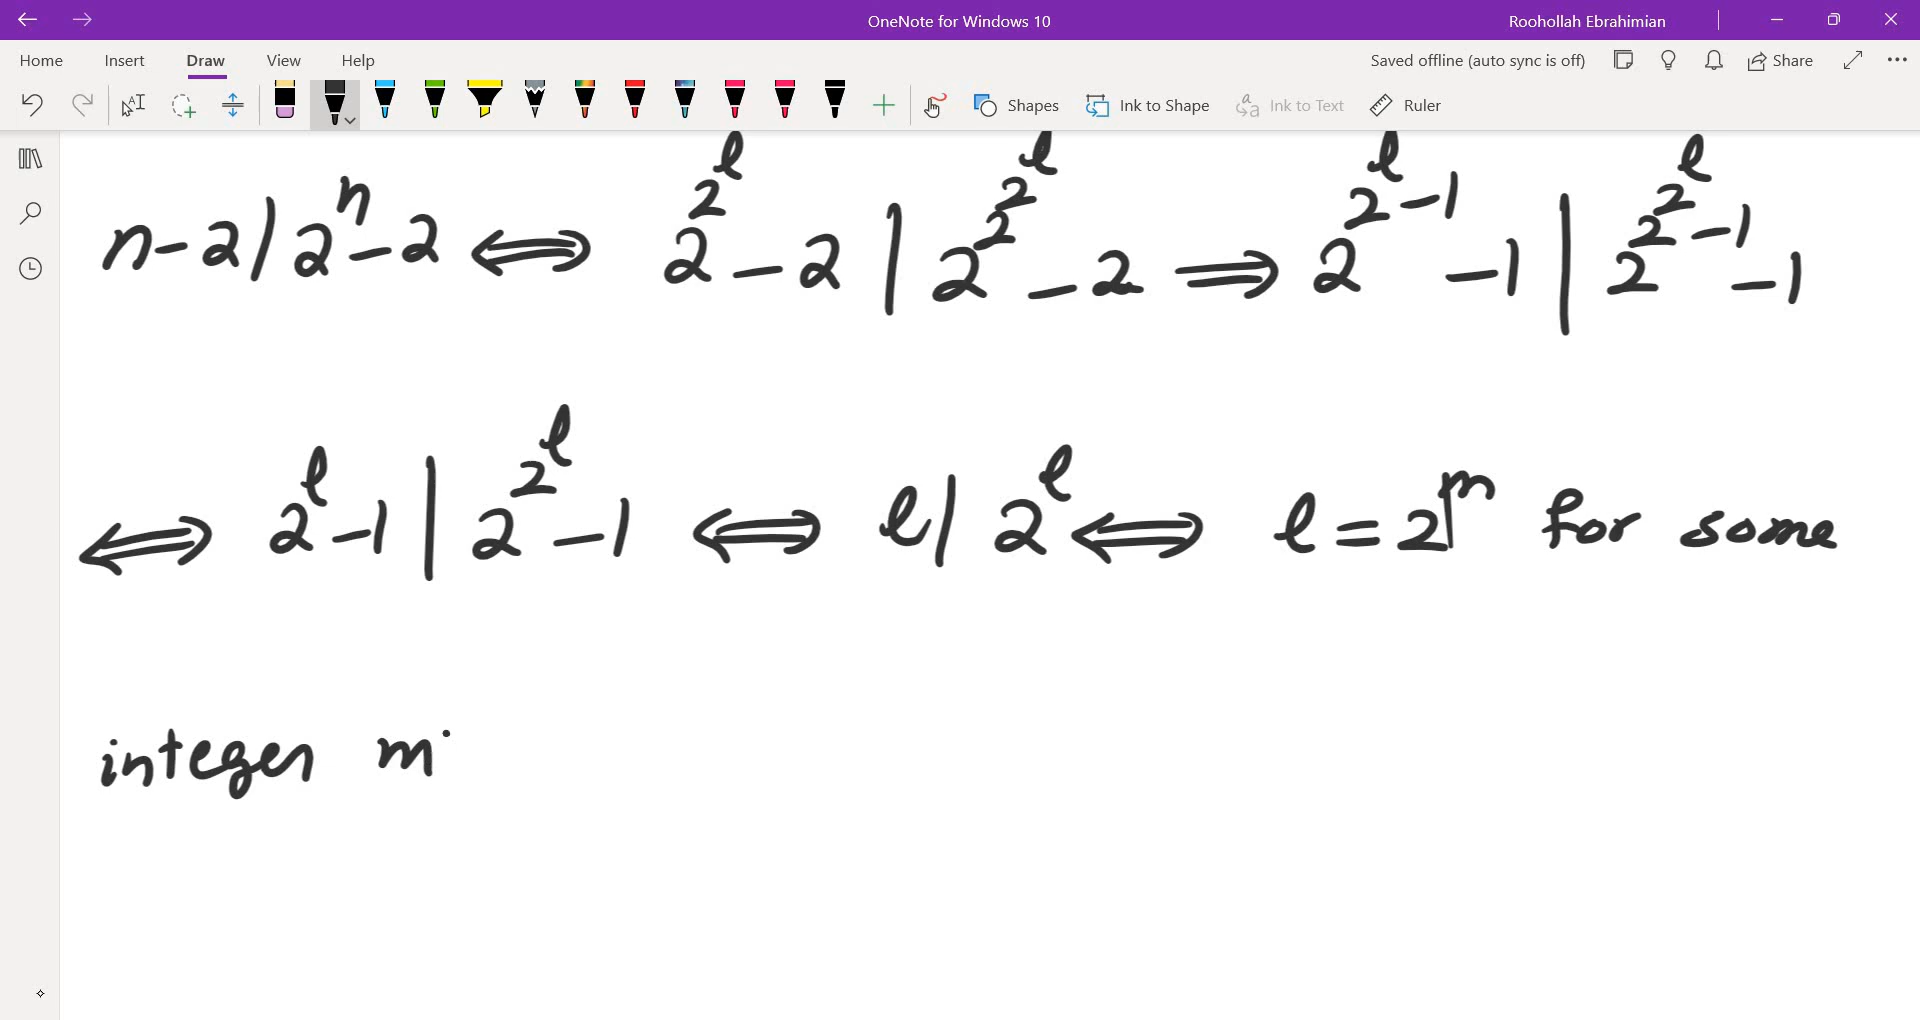 OneNote for Windows 10 Roohollah Ebrahimian
Home Insert Draw View Help Saved offline (auto sync is off) Share
Shapes Ink to Shape Ink to Text Ruler
n-2 | 2^n - 2 ⟺ 2^{2^ℓ} - 2 | 2^{2^{2^ℓ}} - 2 ⟹ 2^{2^ℓ - 1} - 1 | 2^{2^{2^ℓ} - 1} - 1
⟺ 2^ℓ - 1 | 2^{2^ℓ} - 1 ⟺ ℓ | 2^ℓ ⟺ ℓ = 2^m for some
integer m